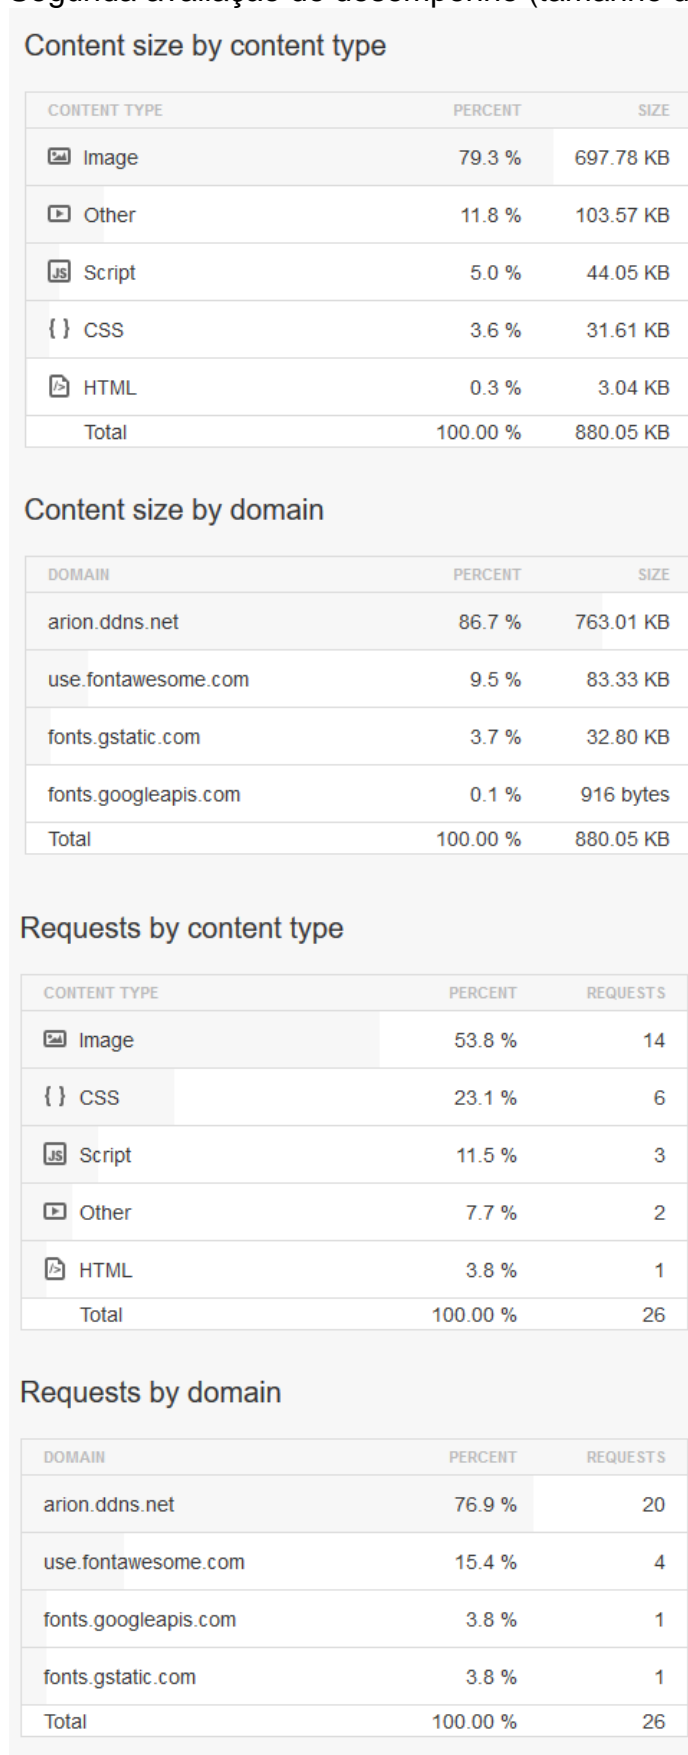 Segunda avaliação de desempenho (tamanho d
Content size by content type
CONTENT TYPE PERCENT SIZE
Image 79.3 % 697.78 KB
Other 11.8 % 103.57 KB
JS Script 5.0 % 44.05 KB
{ } CSS 3.6 % 31.61 KB
HTML 0.3 % 3.04 KB
Total 100.00 % 880.05 KB
Content size by domain
DOMAIN PERCENT SIZE
arion.ddns.net 86.7 % 763.01 KB
use.fontawesome.com 9.5 % 83.33 KB
fonts.gstatic.com 3.7 % 32.80 KB
fonts.googleapis.com 0.1 % 916 bytes
Total 100.00 % 880.05 KB
Requests by content type
CONTENT TYPE PERCENT REQUESTS
Image 53.8 % 14
{ } CSS 23.1 % 6
JS Script 11.5 % 3
Other 7.7 % 2
HTML 3.8 % 1
Total 100.00 % 26
Requests by domain
DOMAIN PERCENT REQUESTS
arion.ddns.net 76.9 % 20
use.fontawesome.com 15.4 % 4
fonts.googleapis.com 3.8 % 1
fonts.gstatic.com 3.8 % 1
Total 100.00 % 26